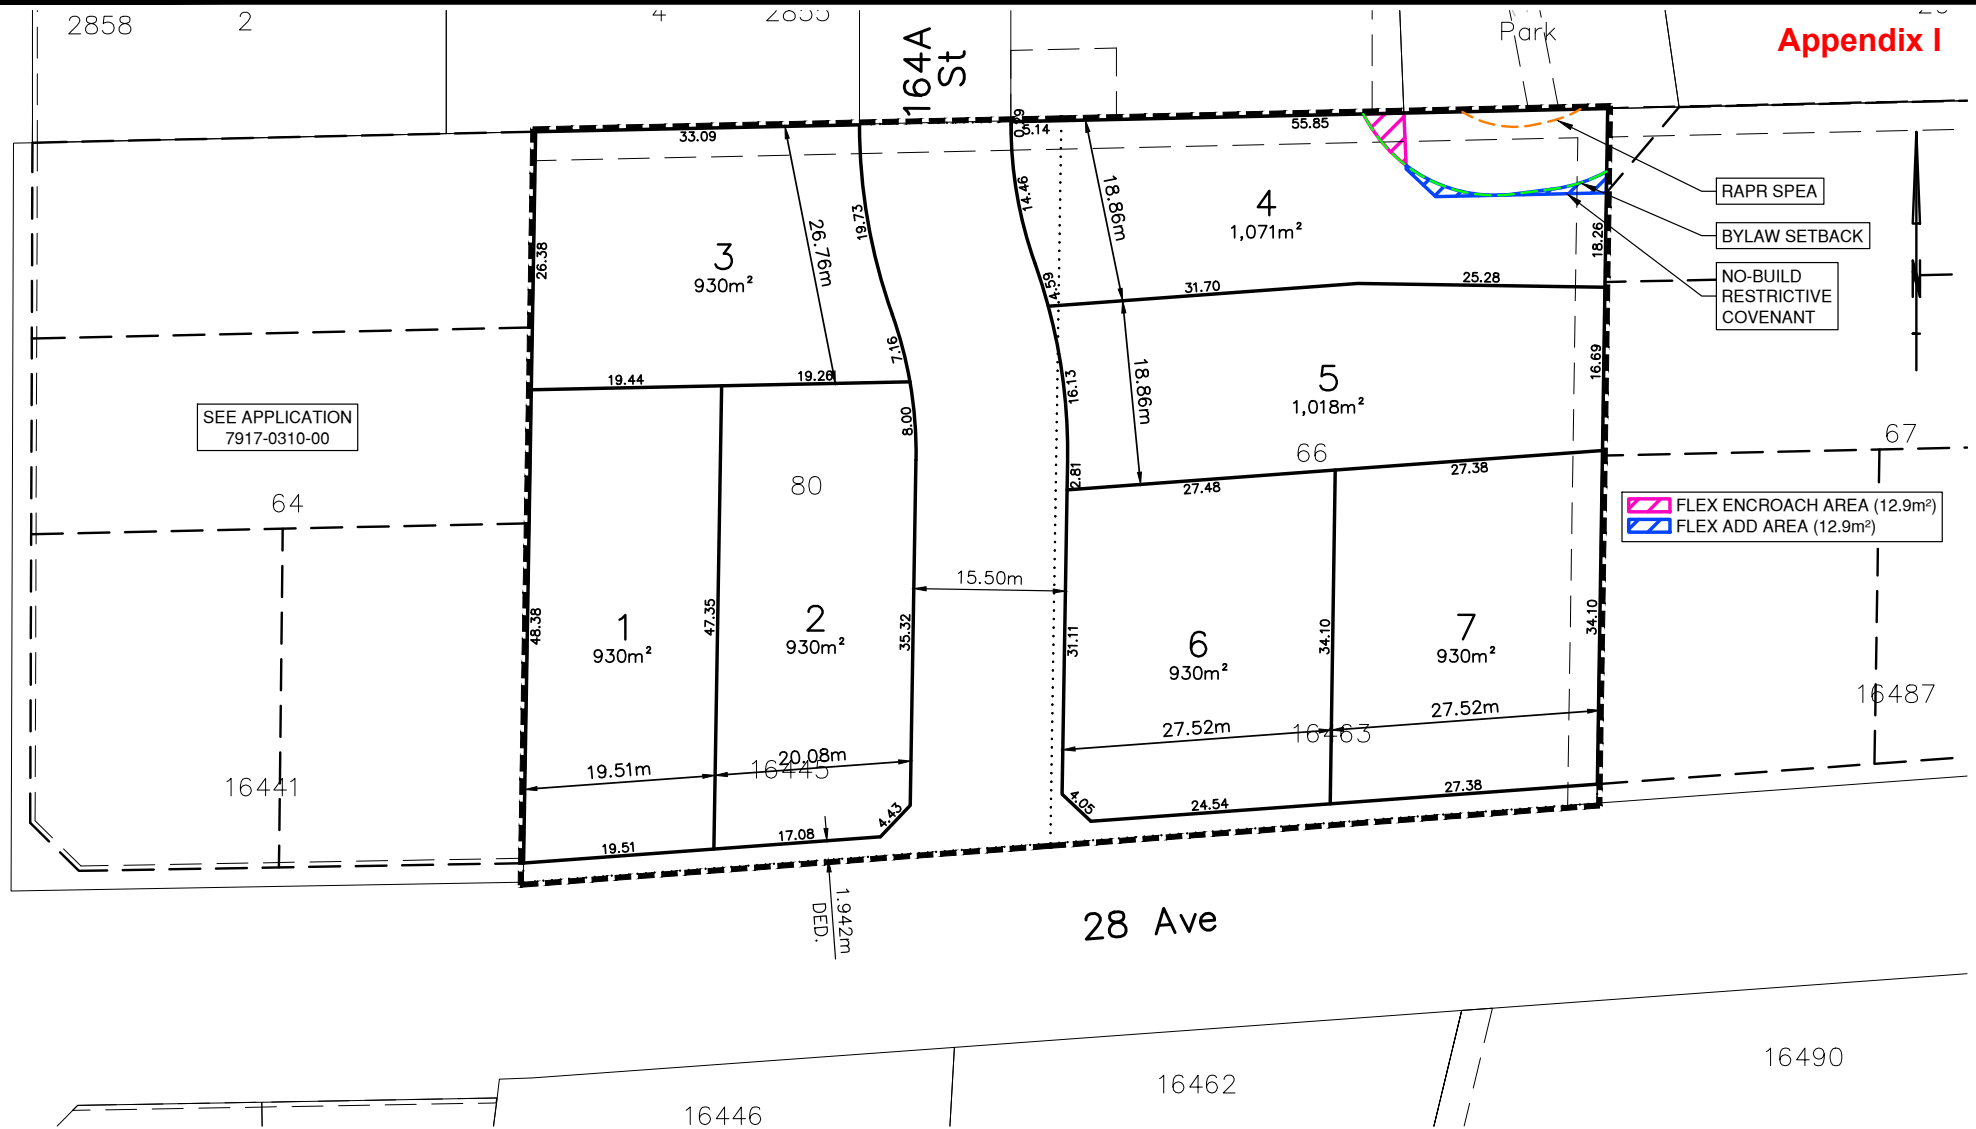 2858
2
4
2855
164A
St
Park
Appendix I
33.09
0.29
5.14
55.85
19.73
14.46
26.76m
18.86m
26.38
3
930m²
4
1,071m²
18.26
RAPR SPEA
BYLAW SETBACK
NO-BUILD
RESTRICTIVE
COVENANT
4.59
31.70
25.28
7.16
19.44
19.26
16.13
18.86m
5
1,018m²
16.69
SEE APPLICATION
7917-0310-00
8.00
66
67
64
80
2.81
27.48
27.38
FLEX ENCROACH AREA (12.9m²)
FLEX ADD AREA (12.9m²)
15.50m
48.38
1
930m²
47.35
2
930m²
35.32
31.11
6
930m²
34.10
7
930m²
34.10
16487
27.52m
27.52m
16463
16441
19.51m
20.08m
16445
4.43
4.05
24.54
27.38
19.51
17.08
1.942m
DED.
28 Ave
16446
16462
16490